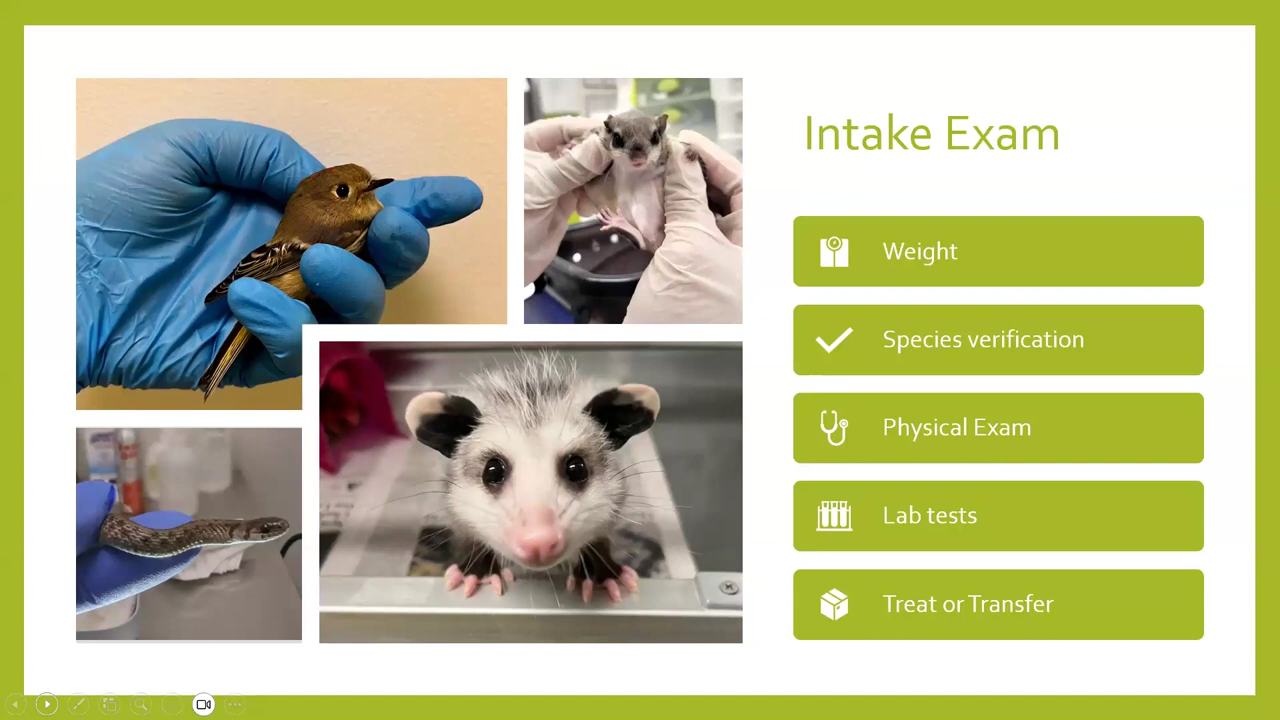 Intake Exam
Weight
Species verification
Physical Exam
Lab tests
Treat or Transfer